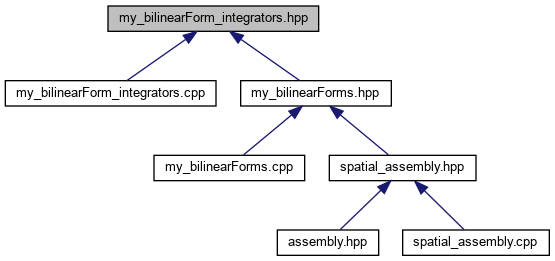 my_bilinearForm_integrators.hpp
my_bilinearForm_integrators.cpp
my_bilinearForms.hpp
my_bilinearForms.cpp
spatial_assembly.hpp
assembly.hpp
spatial_assembly.cpp